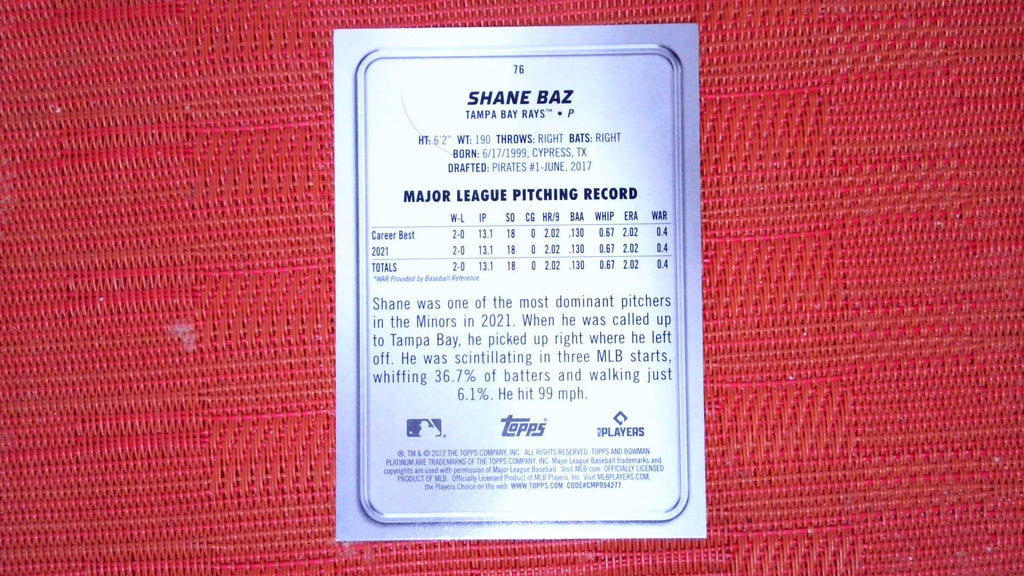 76
SHANE BAZ
TAMPA BAY RAYS™ • P
HT: 6'2" WT: 190 THROWS: RIGHT BATS: RIGHT
BORN: 6/17/1999, CYPRESS, TX
DRAFTED: PIRATES #1-JUNE, 2017
MAJOR LEAGUE PITCHING RECORD
W-L IP SO CG HR/9 BAA WHIP ERA WAR
Career Best 2-0 13.1 18 0 2.02 .130 0.67 2.02 0.4
2021 2-0 13.1 18 0 2.02 .130 0.67 2.02 0.4
TOTALS 2-0 13.1 18 0 2.02 .130 0.67 2.02 0.4
*WAR Provided by Baseball Reference
Shane was one of the most dominant pitchers
in the Minors in 2021. When he was called up
to Tampa Bay, he picked up right where he left
off. He was scintillating in three MLB starts,
whiffing 36.7% of batters and walking just
6.1%. He hit 99 mph.
Topps
PLAYERS
®, TM & © 2022 THE TOPPS COMPANY, INC. ALL RIGHTS RESERVED. TOPPS AND BOWMAN
PLATINUM ARE TRADEMARKS OF THE TOPPS COMPANY, INC. Major League Baseball trademarks and
copyrights are used with permission of Major League Baseball. Visit MLB.com. OFFICIALLY LICENSED
PRODUCT OF MLB. Officially Licensed Product of MLB Players, Inc. Visit MLBPLAYERS.COM,
the Players Choice on the web. WWW.TOPPS.COM. CODE#CMP054277.